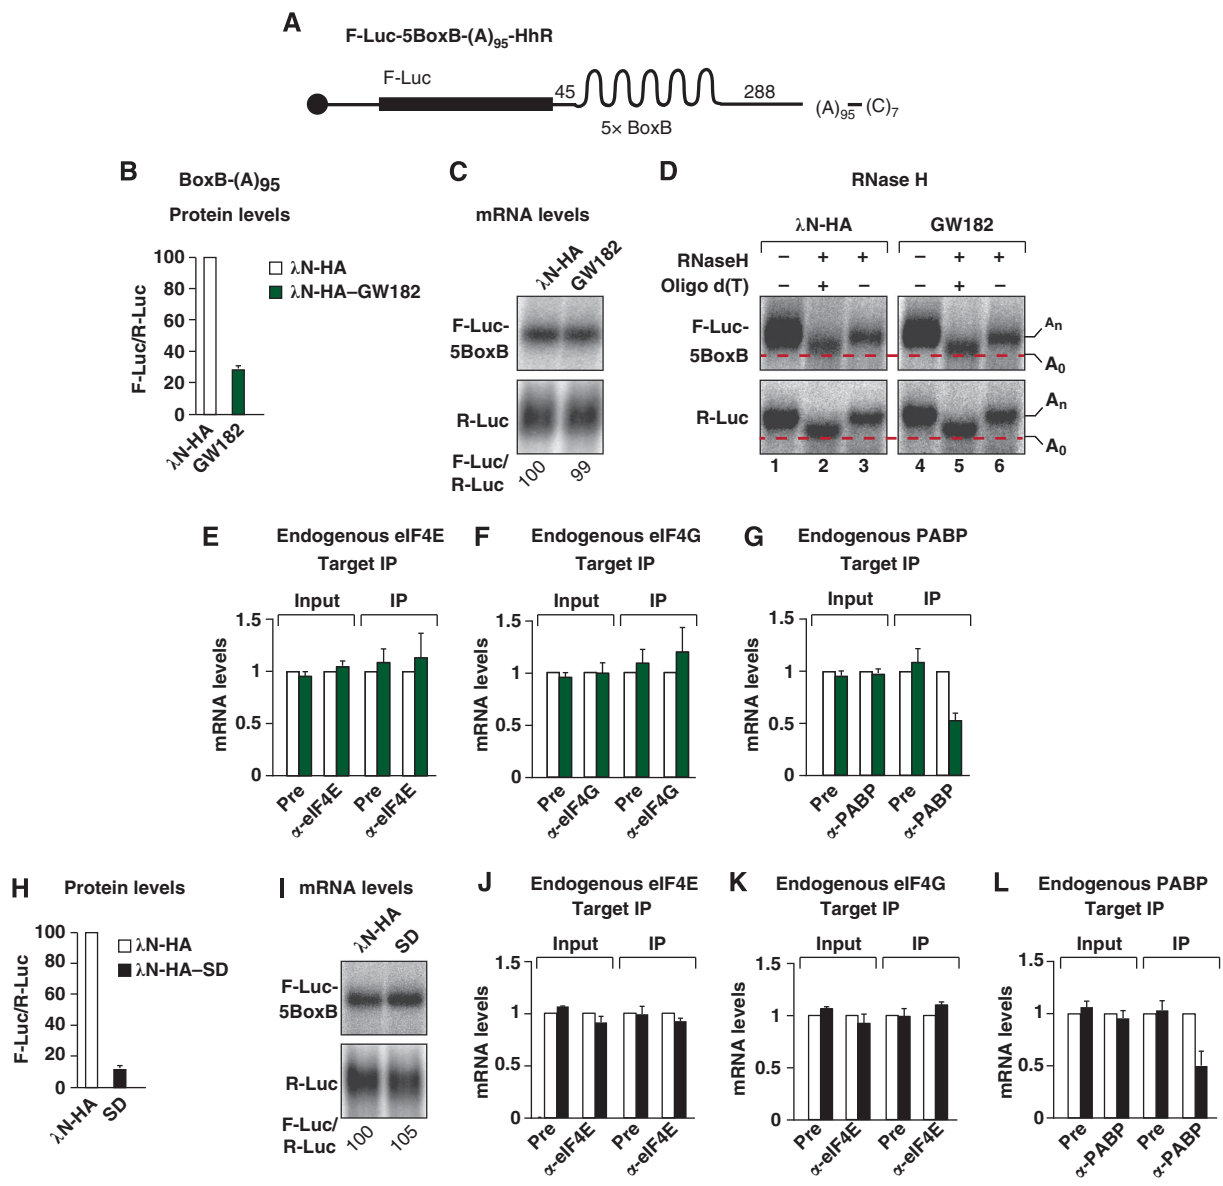 A
F-Luc-5BoxB-(A)95-HhR
F-Luc
45
288
(A)95–(C)7
5× BoxB
B
BoxB-(A)95
Protein levels
F-Luc/R-Luc
100
80
60
40
20
0
λN-HA
GW182
λN-HA
λN-HA–GW182
C
mRNA levels
λN-HA
GW182
F-Luc-
5BoxB
R-Luc
F-Luc/
R-Luc
100
99
D
RNase H
λN-HA
GW182
RNaseH
– + + – + +
Oligo d(T)
– + – – + –
F-Luc-
5BoxB
An
A0
R-Luc
An
A0
1 2 3 4 5 6
E
Endogenous eIF4E
Target IP
Input
IP
mRNA levels
1.5
1
0.5
0
Pre
α-eIF4E
Pre
α-eIF4E
F
Endogenous eIF4G
Target IP
Input
IP
mRNA levels
1.5
1
0.5
0
Pre
α-eIF4G
Pre
α-eIF4G
G
Endogenous PABP
Target IP
Input
IP
mRNA levels
1.5
1
0.5
0
Pre
α-PABP
Pre
α-PABP
H
Protein levels
F-Luc/R-Luc
100
80
60
40
20
0
λN-HA
SD
λN-HA
λN-HA–SD
I
mRNA levels
λN-HA
SD
F-Luc-
5BoxB
R-Luc
F-Luc/
R-Luc
100
105
J
Endogenous eIF4E
Target IP
Input
IP
mRNA levels
1.5
1
0.5
0
Pre
α-eIF4E
Pre
α-eIF4E
K
Endogenous eIF4G
Target IP
Input
IP
mRNA levels
1.5
1
0.5
0
Pre
α-eIF4E
Pre
α-eIF4E
L
Endogenous PABP
Target IP
Input
IP
mRNA levels
1.5
1
0.5
0
Pre
α-PABP
Pre
α-PABP